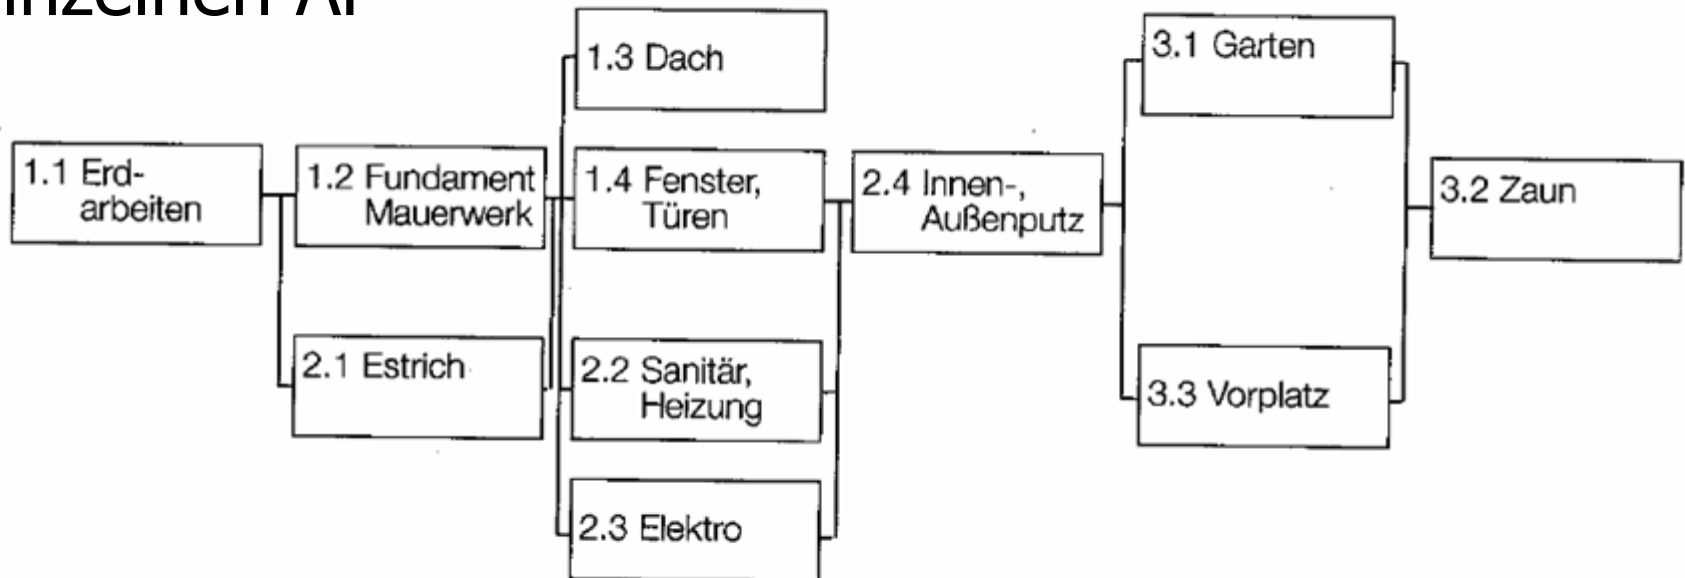 1.3 Dach
3.1 Garten
1.1 Erd-
arbeiten
1.2 Fundament
Mauerwerk
1.4 Fenster,
Türen
2.4 Innen-,
Außenputz
3.2 Zaun
2.1 Estrich
2.2 Sanitär,
Heizung
3.3 Vorplatz
2.3 Elektro